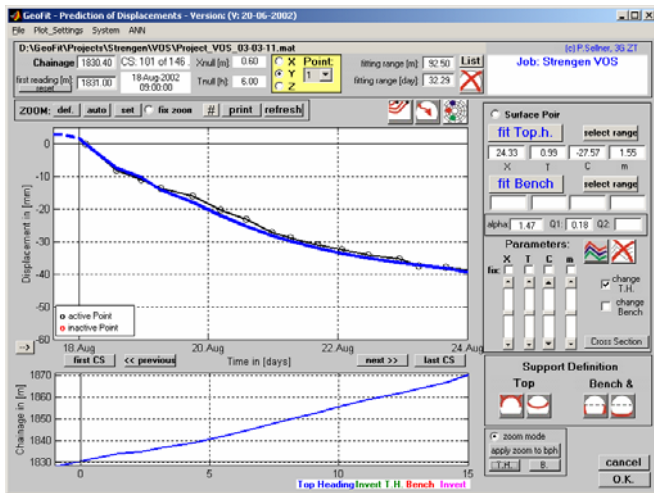 GeoFit - Prediction of Displacements - Version: (V: 20-06-2002)
File Plot_Settings System ANN
D:\GeoFit\Projects\Strengen\VOS\Project_VOS_03-03-11.mat
(c) P.Sellner, 3G ZT
Chainage 1830.40 CS: 101 of 146 Xnull [m]: 0.60 X Point: fitting range [m]: 92.50 List Job: Strengen VOS
Y 1
first reading [m]: 1831.00 18-Aug-2002 09:00:00 Tnull [h]: 6.00 Z fitting range [day]: 32.29
reset
ZOOM: def. auto set fix zoon # print refresh
Surface Poir
fit Top.h. select range
24.33 0.99 -27.57 1.55
X T C m
fit Bench select range
alpha: 1.47 Q1: 0.18 Q2:
Parameters:
X T C m
fix:
change T.H.
change Bench
Cross Section
Displacement in [mm]
0
-10
-20
-30
-40
-50
-60
active Point
inactive Point
18.Aug 20.Aug 22.Aug 24.Aug
--> first CS << previous Time in [days] next >> last CS
Support Definition
Top Bench &
Chainage in [m]
1870
1860
1850
1840
1830
0 5 10 15
Top Heading Invert T.H. Bench Invert
zoom mode
apply zoom to bph
T.H. B.
cancel
O.K.